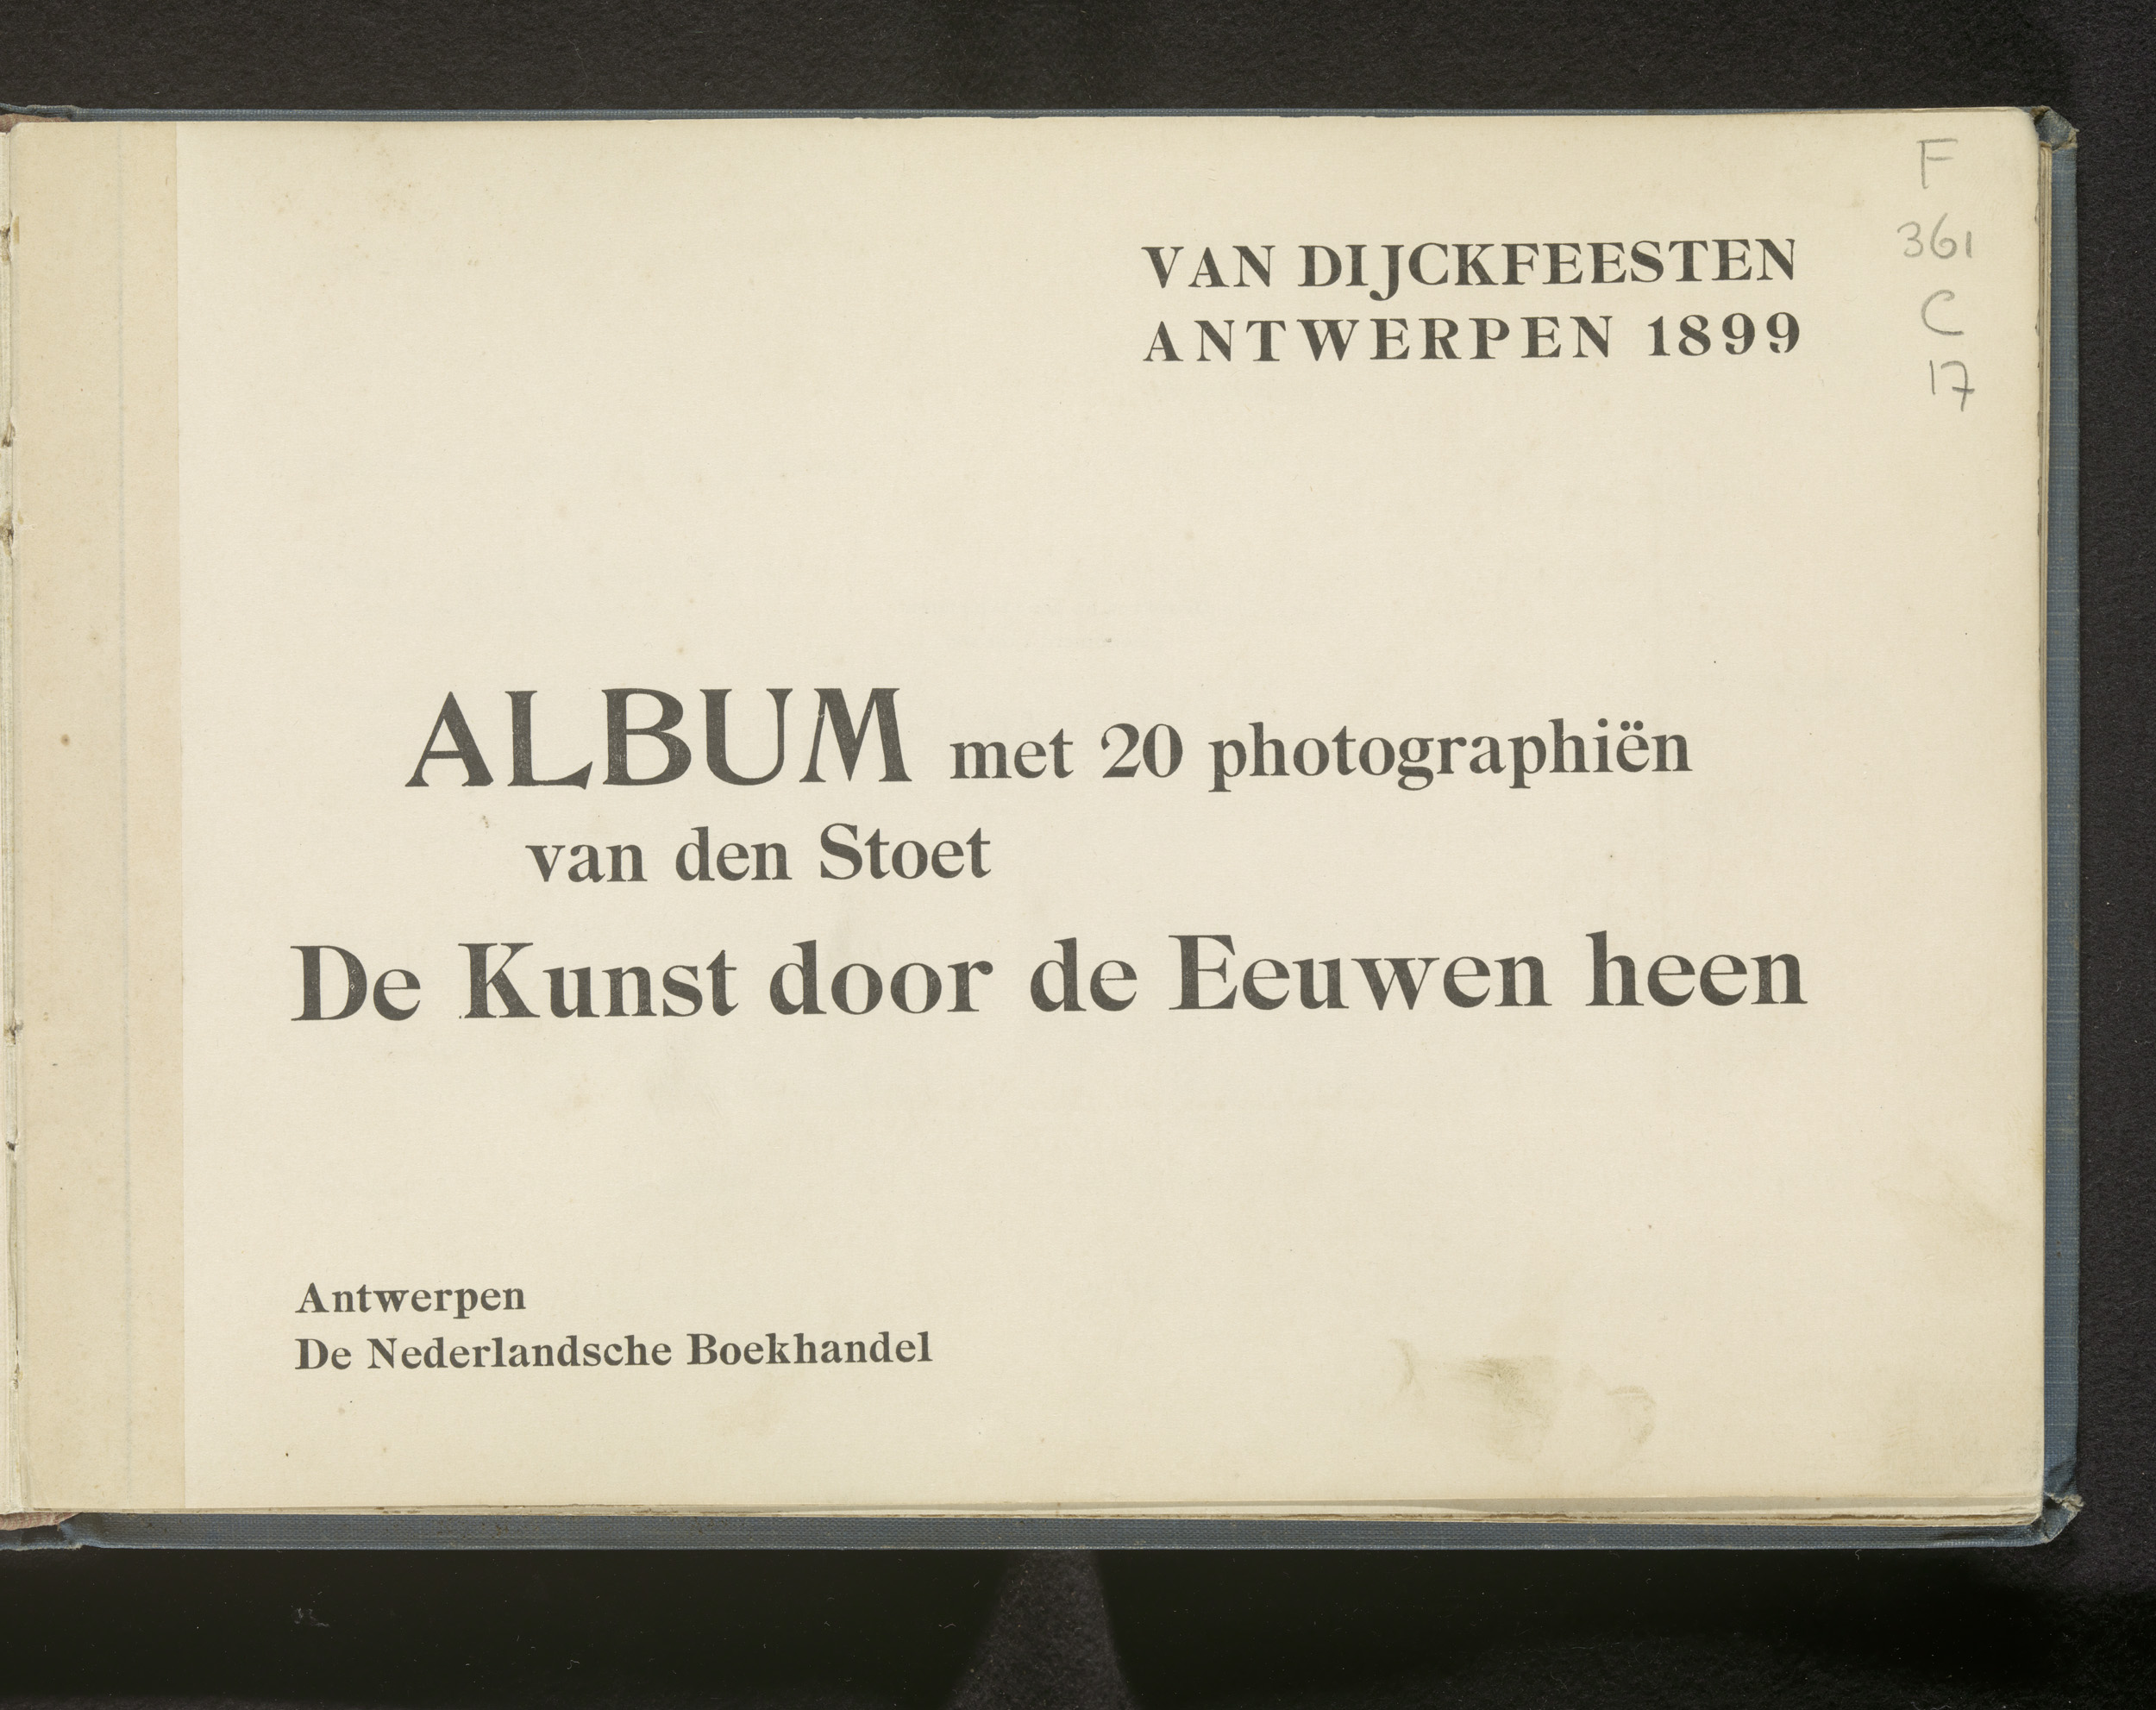 VAN DIJCKFEESTEN
ANTWERPEN 1899
F
361
C
17
ALBUM met 20 photographiën
van den Stoet
De Kunst door de Eeuwen heen
Antwerpen
De Nederlandsche Boekhandel